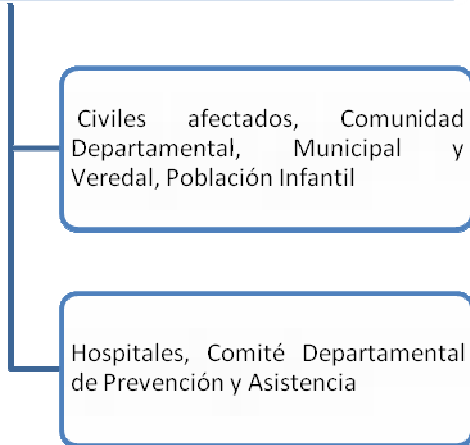 Civiles afectados, Comunidad
Departamental, Municipal y
Veredal, Población Infantil
Hospitales, Comité Departamental
de Prevención y Asistencia